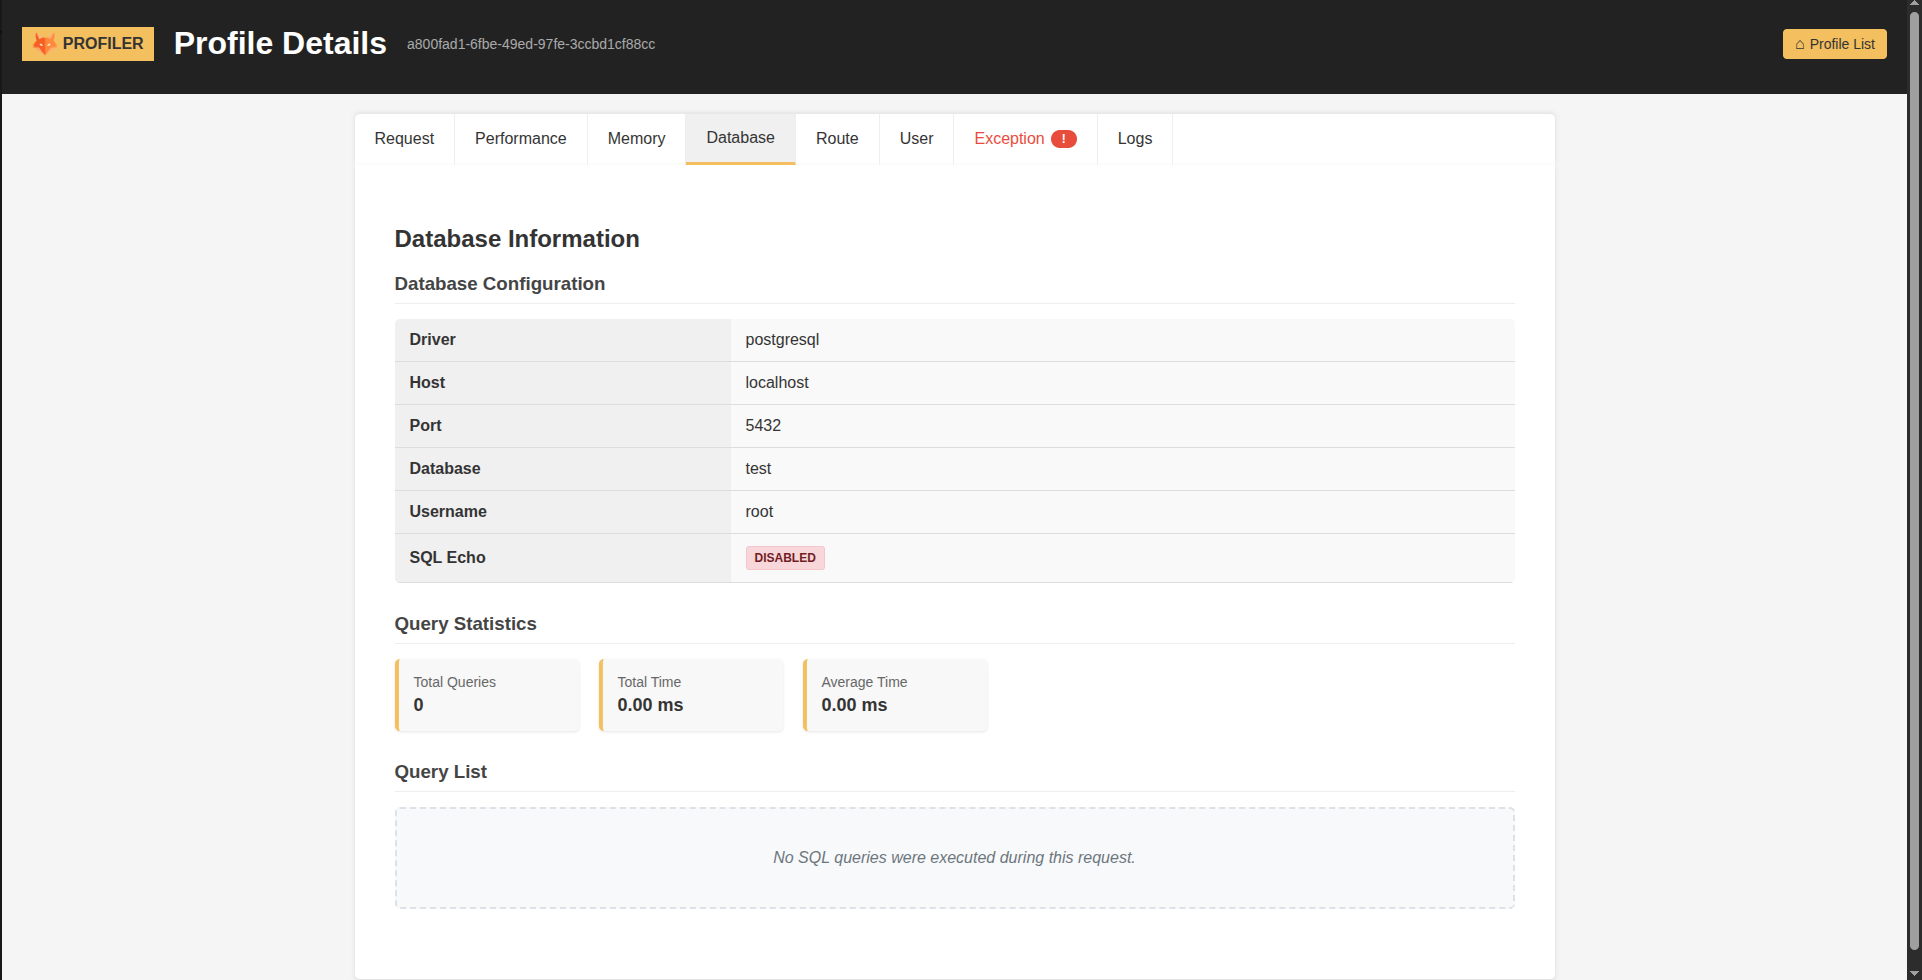 PROFILER Profile Details a800fad1-6fbe-49ed-97fe-3ccbd1cf88cc ⌂ Profile List
Request Performance Memory Database Route User Exception ! Logs
Database Information
Database Configuration
Driver postgresql
Host localhost
Port 5432
Database test
Username root
SQL Echo DISABLED
Query Statistics
Total Queries Total Time Average Time
0 0.00 ms 0.00 ms
Query List
No SQL queries were executed during this request.